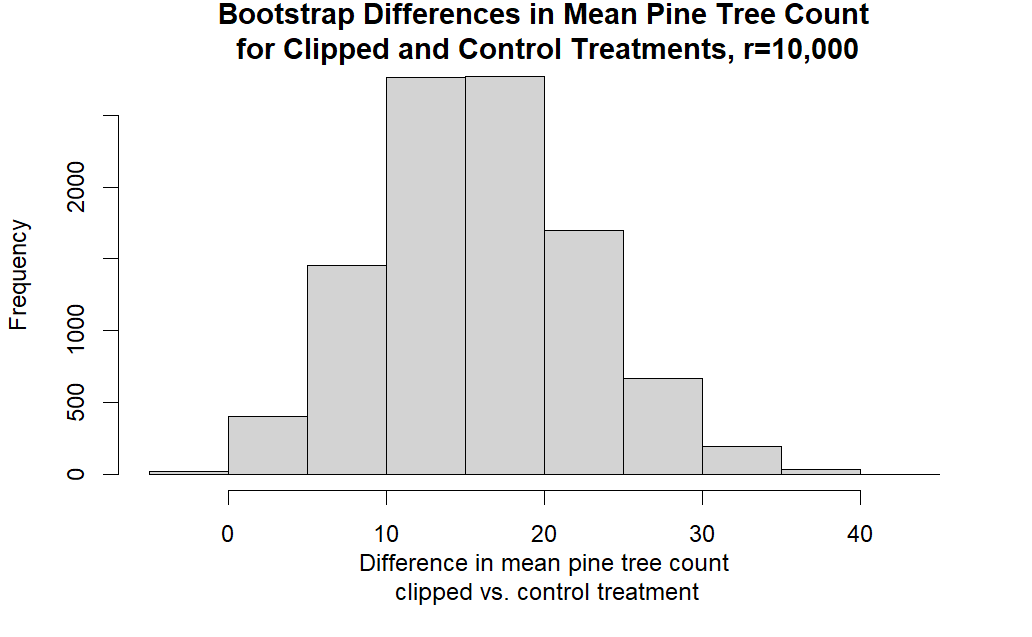 Bootstrap Differences in Mean Pine Tree Count
for Clipped and Control Treatments, r=10,000
Frequency
2000
1000
500
0
0 10 20 30 40
Difference in mean pine tree count
clipped vs. control treatment